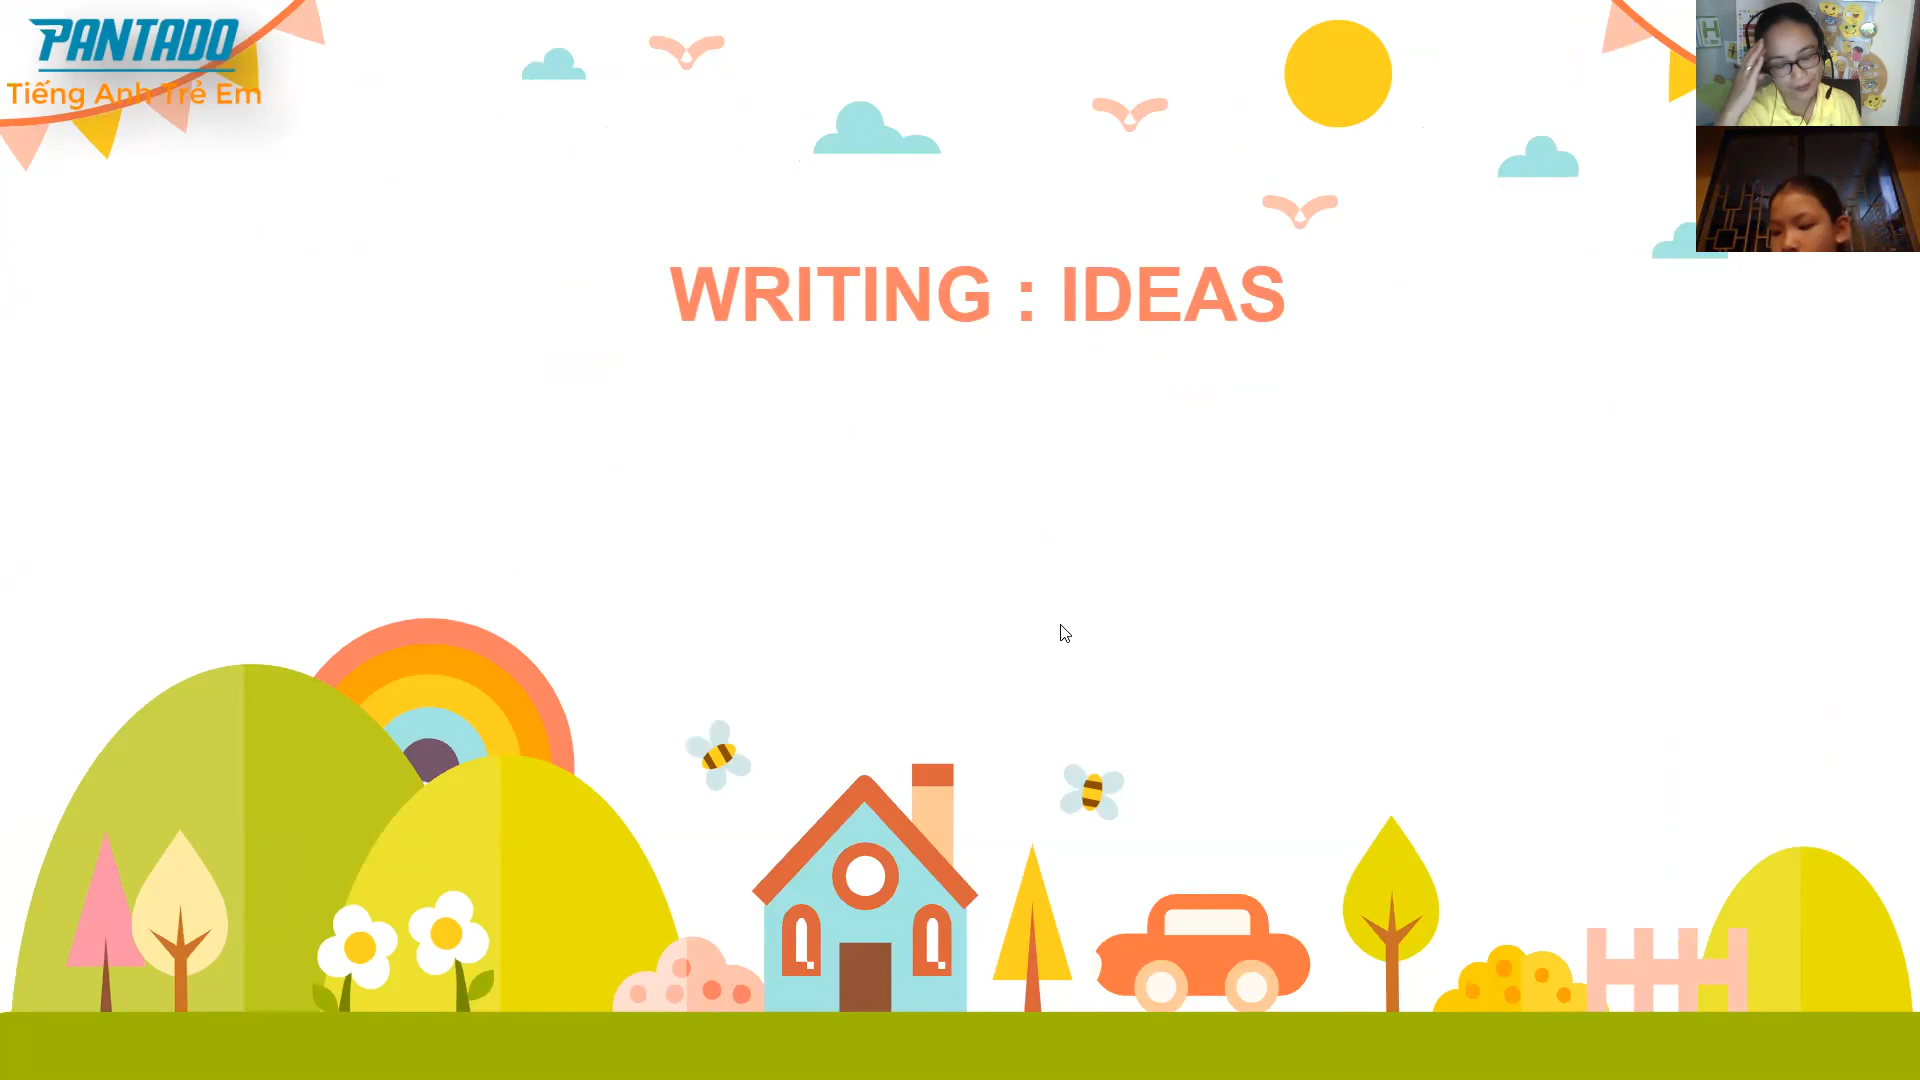 PANTADO
Tiếng Anh Trẻ Em
WRITING : IDEAS
H